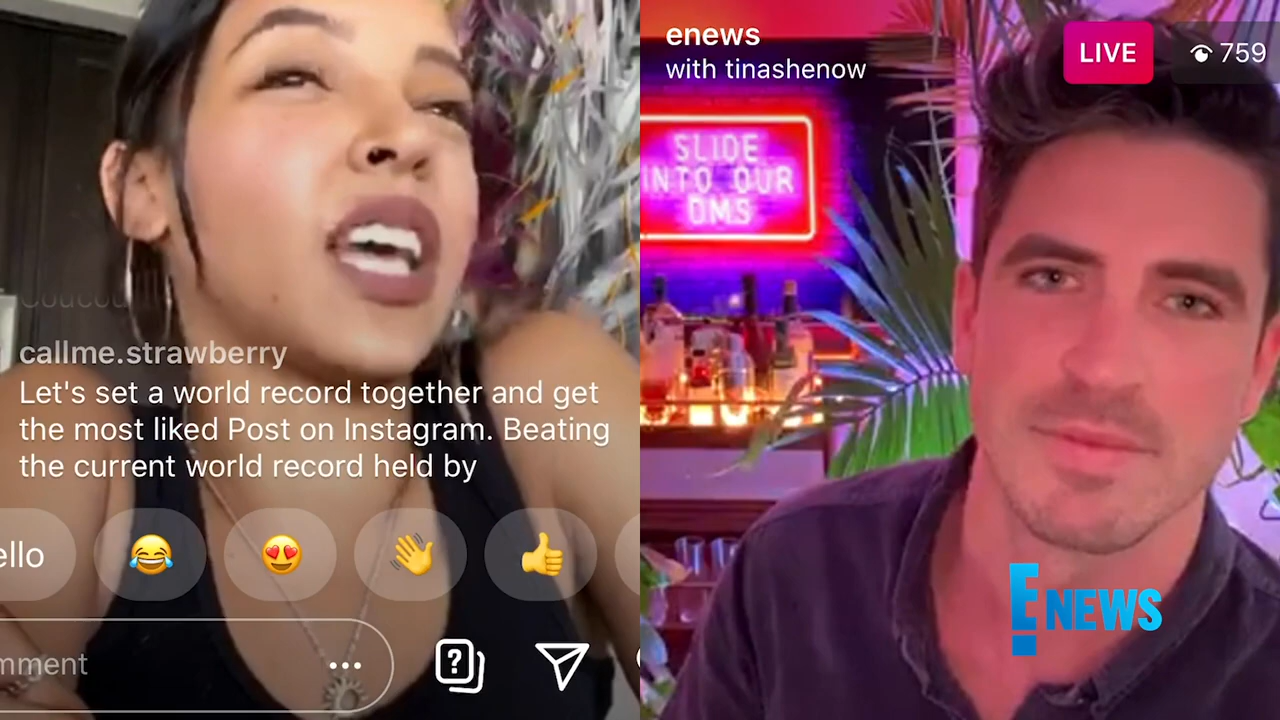 Coucou
callme.strawberry
Let's set a world record together and get
the most liked Post on Instagram. Beating
the current world record held by
ello
mment
enews
with tinashenow
LIVE
759
SLIDE
INTO OUR
DMS
E NEWS